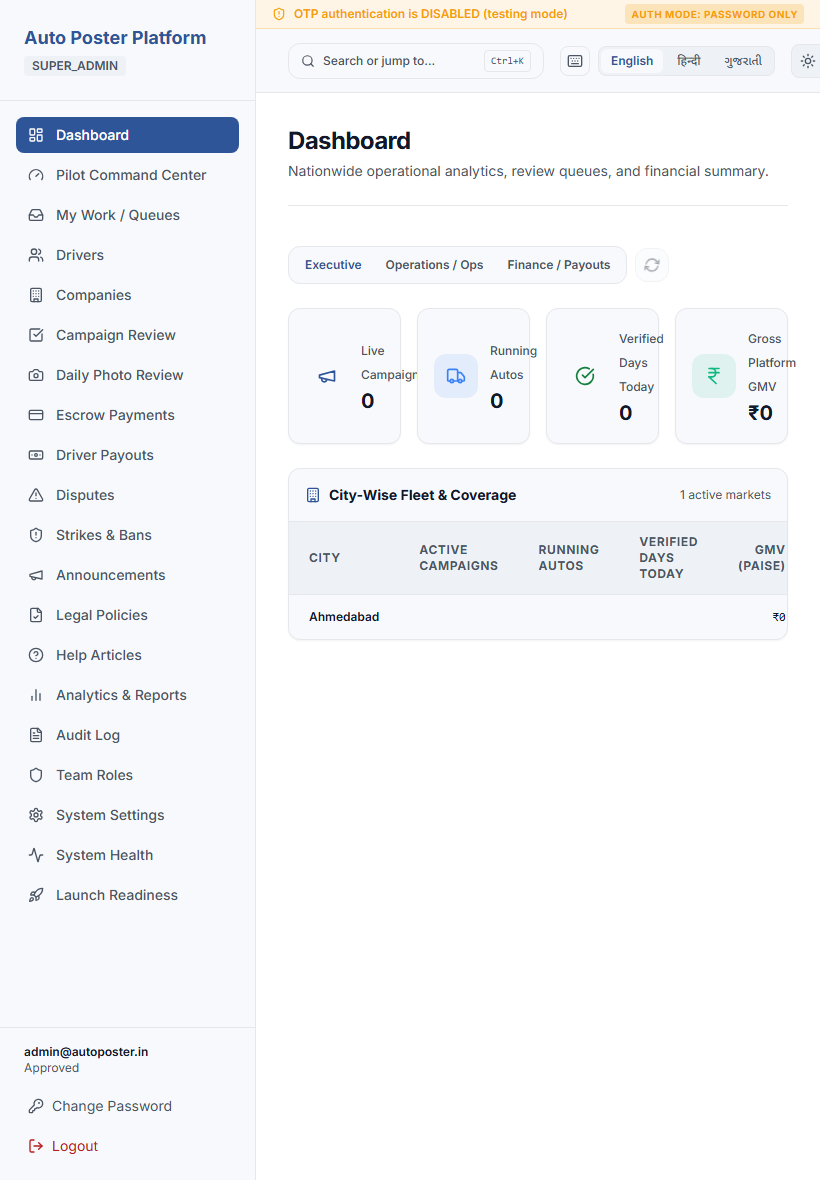 Auto Poster Platform
SUPER_ADMIN
Dashboard
Pilot Command Center
My Work / Queues
Drivers
Companies
Campaign Review
Daily Photo Review
Escrow Payments
Driver Payouts
Disputes
Strikes & Bans
Announcements
Legal Policies
Help Articles
Analytics & Reports
Audit Log
Team Roles
System Settings
System Health
Launch Readiness
admin@autoposter.in
Approved
Change Password
Logout
OTP authentication is DISABLED (testing mode) AUTH MODE: PASSWORD ONLY
Search or jump to... Ctrl+K English हिन्दी ગુજરાતી
Dashboard
Nationwide operational analytics, review queues, and financial summary.
Executive Operations / Ops Finance / Payouts
Live
Campaign
0
Running
Autos
0
Verified
Days
Today
0
Gross
Platform
GMV
₹0
City-Wise Fleet & Coverage 1 active markets
CITY
ACTIVE
CAMPAIGNS
RUNNING
AUTOS
VERIFIED
DAYS
TODAY
GMV
(PAISE)
Ahmedabad ₹0